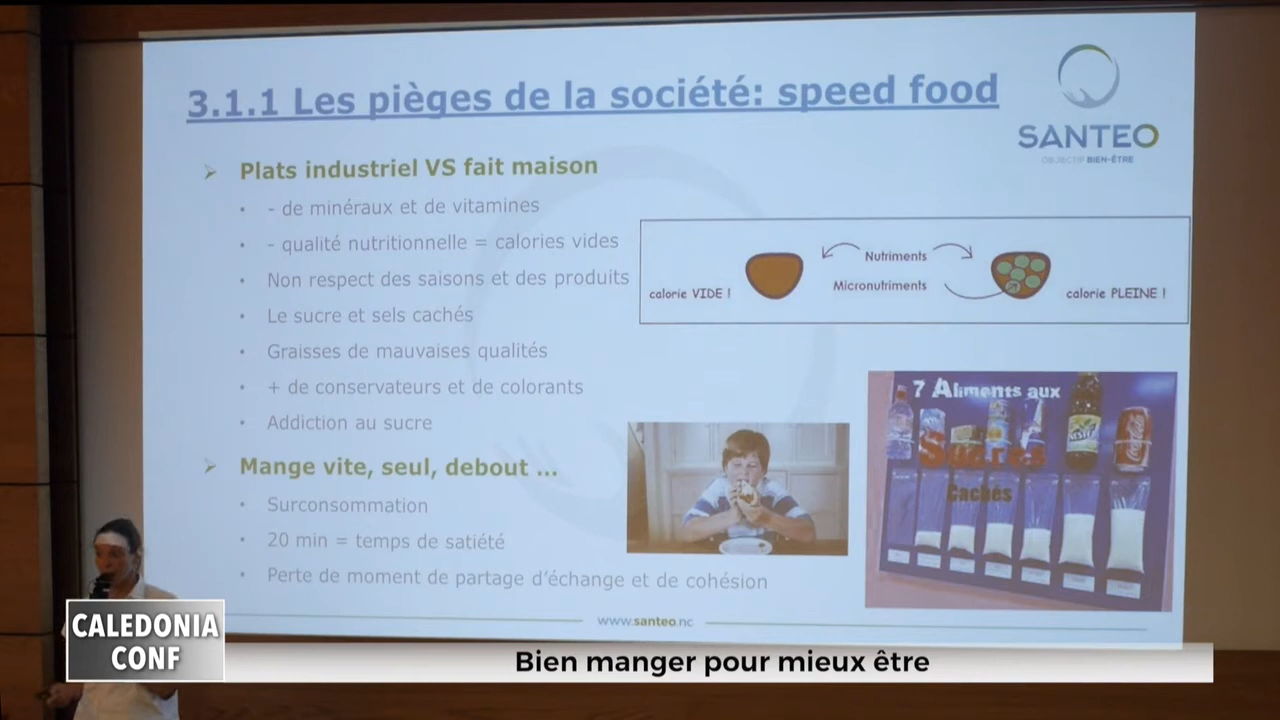 3.1.1 Les pièges de la société: speed food
SANTEO
OBJECTIF BIEN-ÊTRE
Plats industriel VS fait maison
- de minéraux et de vitamines
- qualité nutritionnelle = calories vides
Non respect des saisons et des produits
Le sucre et sels cachés
Graisses de mauvaises qualités
+ de conservateurs et de colorants
Addiction au sucre
Nutriments
Micronutriments
calorie VIDE !
calorie PLEINE !
7 Aliments aux
Sucres
Cachés
NESTEA
Coca-Cola
Mange vite, seul, debout ...
Surconsommation
20 min = temps de satiété
Perte de moment de partage d'échange et de cohésion
www.santeo.nc
CALEDONIA
CONF
Bien manger pour mieux être